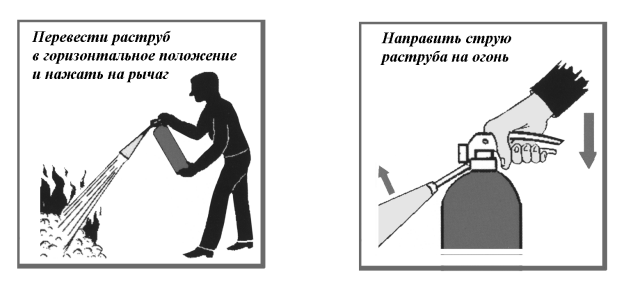 Перевести раструб
в горизонтальное положение
и нажать на рычаг
Направить струю
раструба на огонь